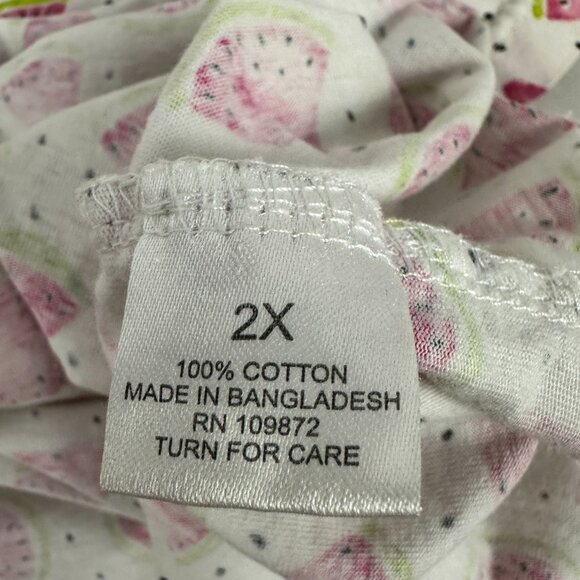 2X
100% COTTON
MADE IN BANGLADESH
RN 109872
TURN FOR CARE